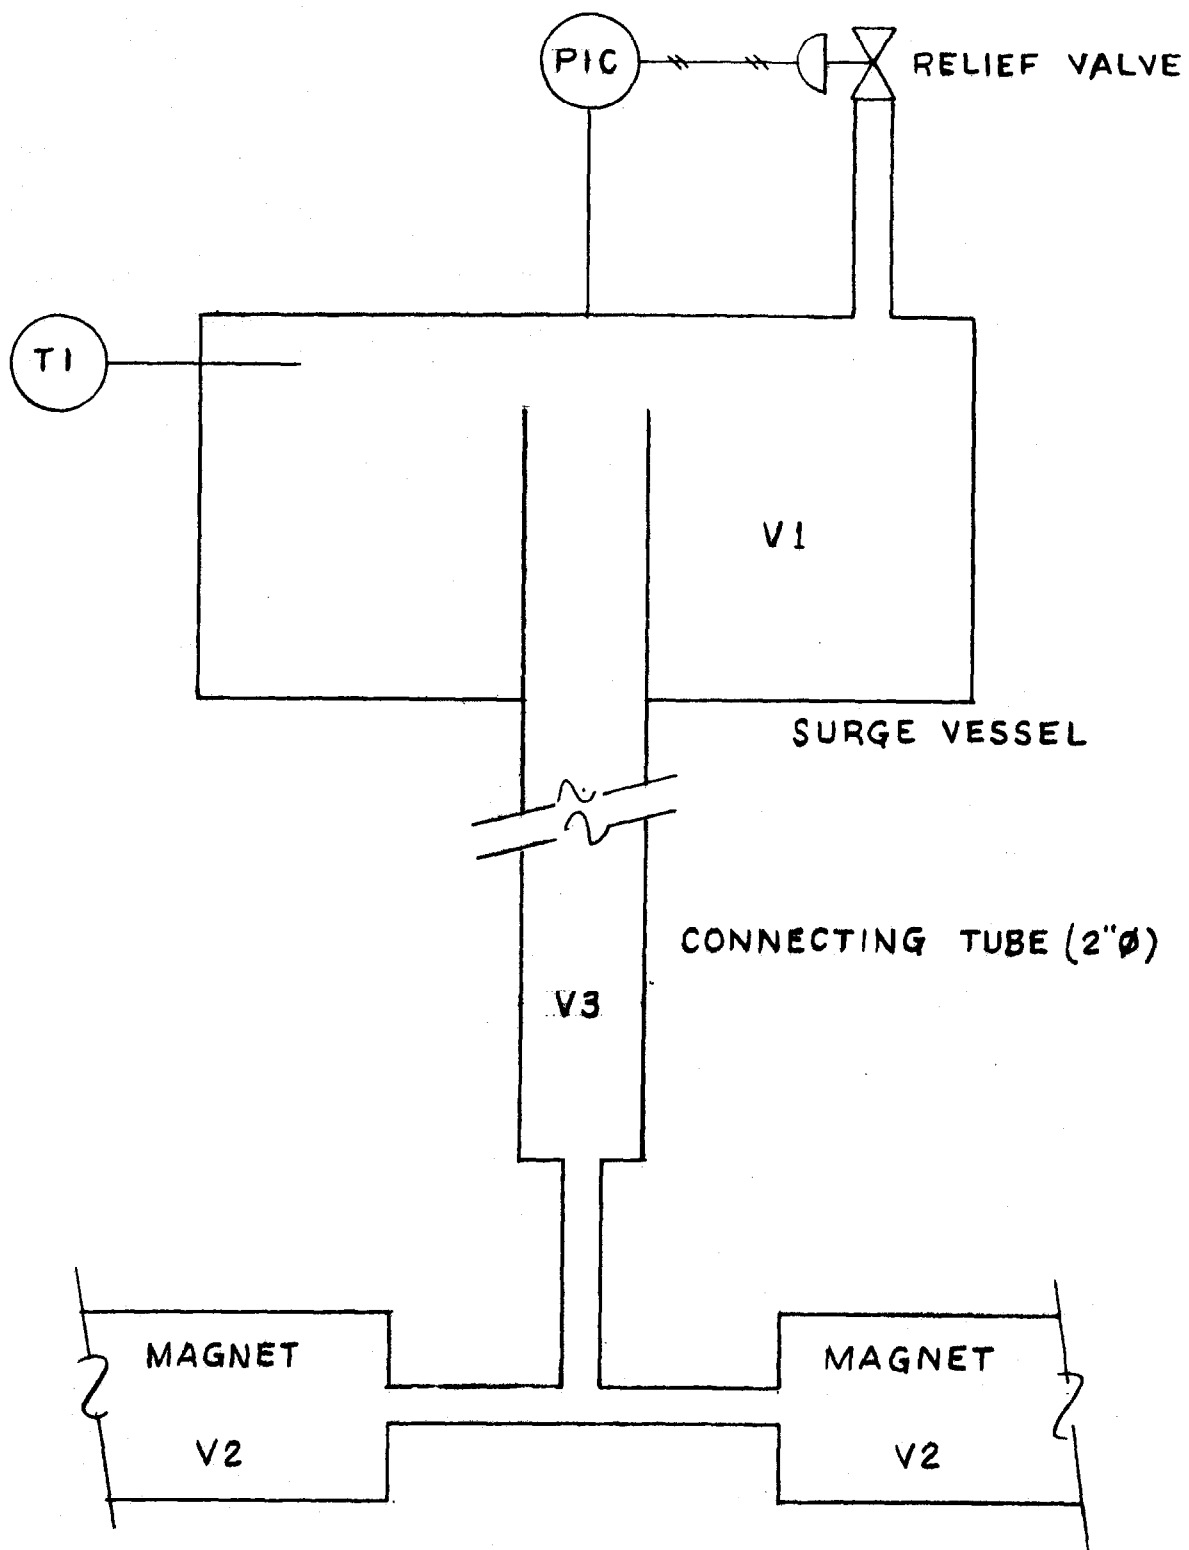 PIC
RELIEF VALVE
TI
V1
SURGE VESSEL
CONNECTING TUBE (2"Ø)
V3
MAGNET
MAGNET
V2
V2